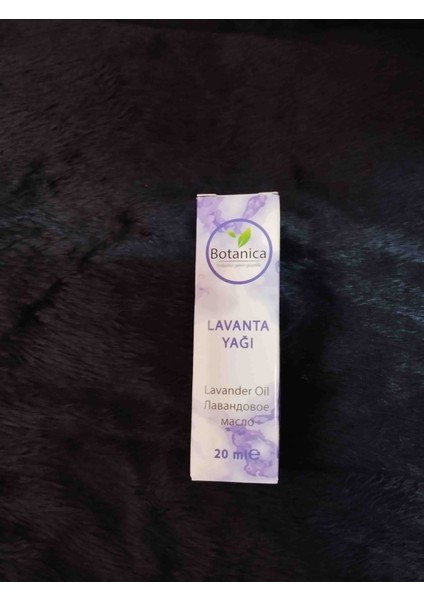 Botanica
LAVANTA
YAĞI
Lavander Oil
Лавандовое
масло
20 ml e